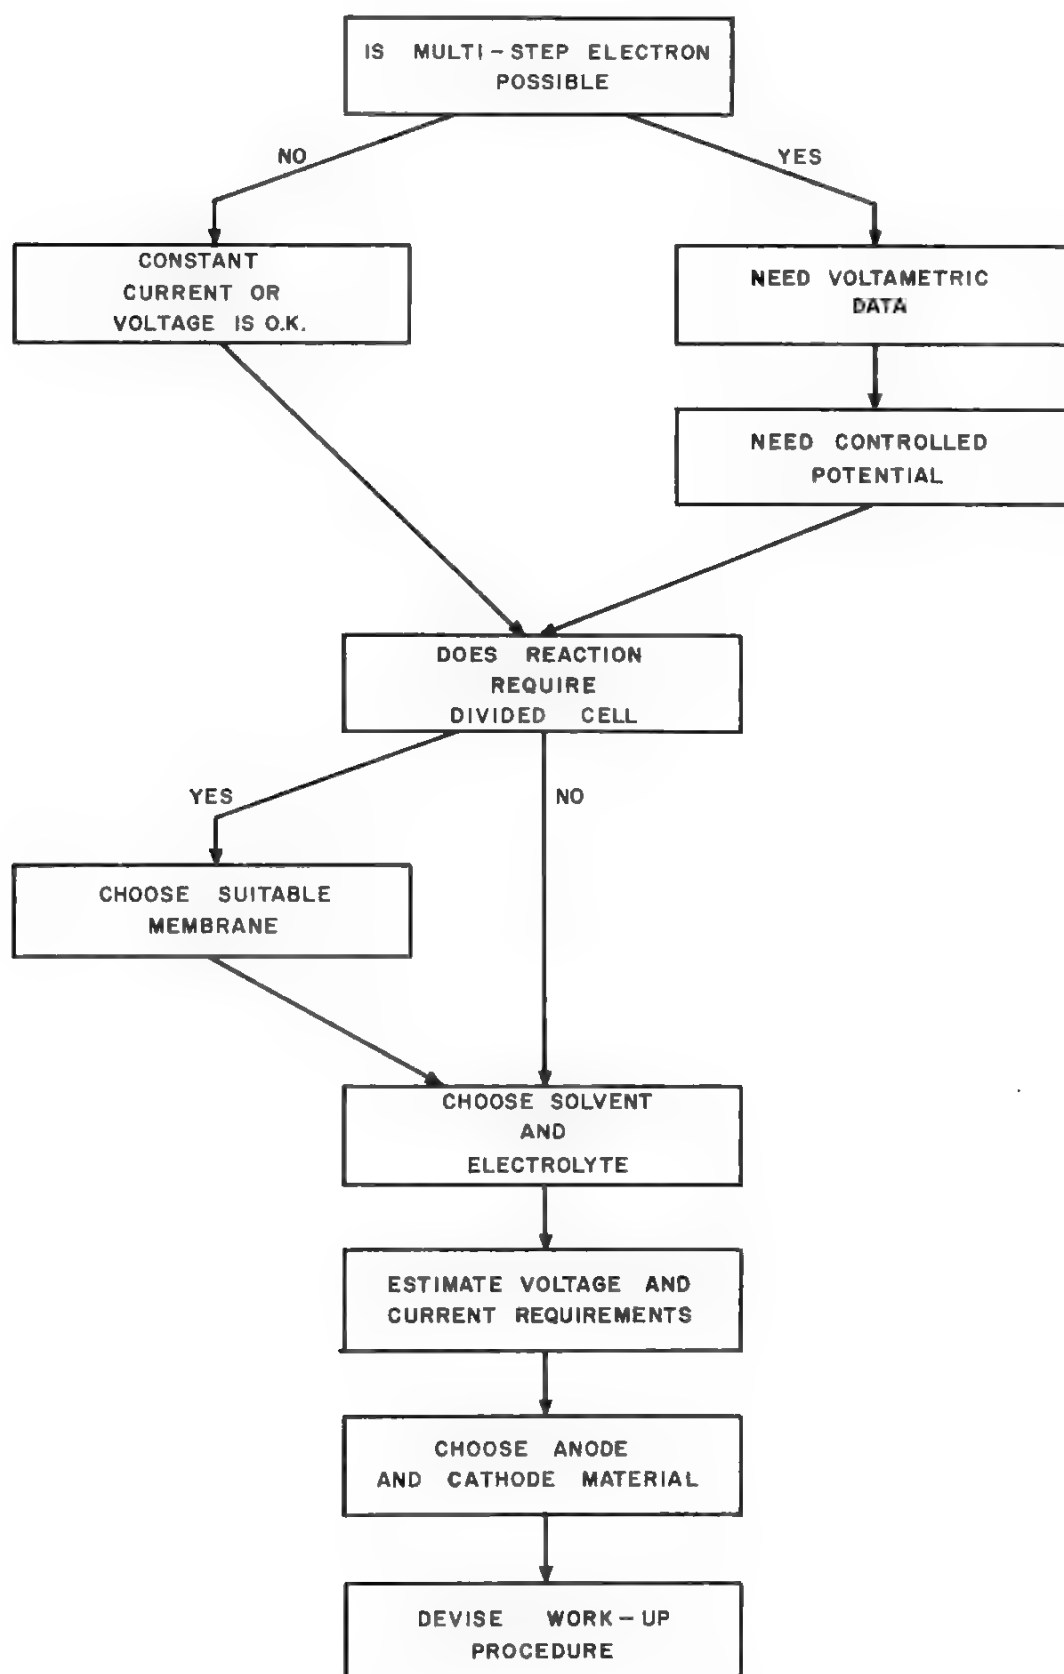 IS MULTI-STEP ELECTRON
POSSIBLE
NO
YES
CONSTANT
CURRENT OR
VOLTAGE IS O.K.
NEED VOLTAMETRIC
DATA
NEED CONTROLLED
POTENTIAL
DOES REACTION
REQUIRE
DIVIDED CELL
YES
NO
CHOOSE SUITABLE
MEMBRANE
CHOOSE SOLVENT
AND
ELECTROLYTE
ESTIMATE VOLTAGE AND
CURRENT REQUIREMENTS
CHOOSE ANODE
AND CATHODE MATERIAL
DEVISE WORK-UP
PROCEDURE